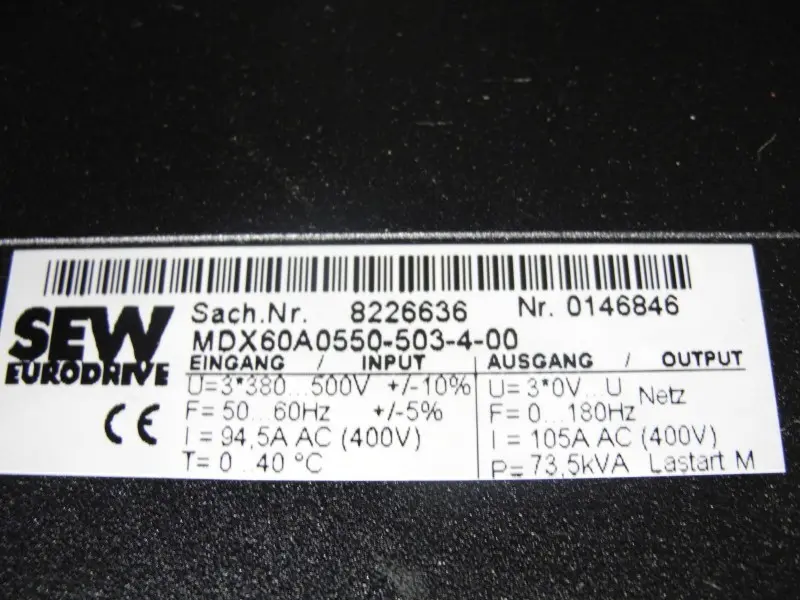 SEW
EURODRIVE
Sach.Nr. 8226636 Nr. 0146846
MDX60A0550-503-4-00
EINGANG / INPUT
U=3*380...500V +/-10%
F= 50...60Hz +/-5%
I = 94,5A AC (400V)
T= 0...40 °C
AUSGANG / OUTPUT
U= 3*0V...U Netz
F= 0...180Hz
I = 105A AC (400V)
P= 73,5kVA Lastart M
CE